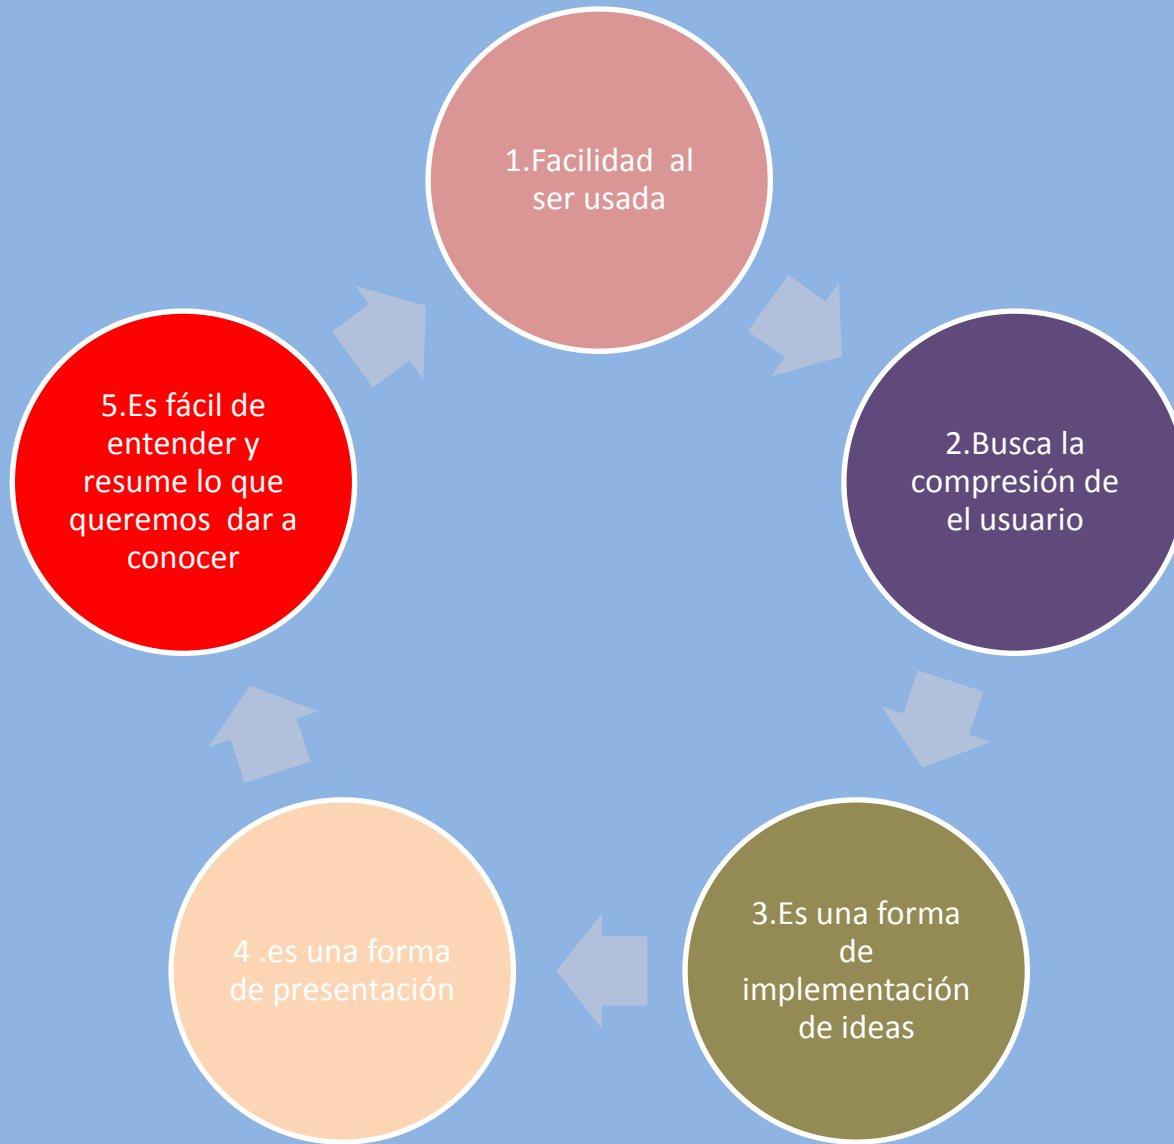 1.Facilidad  al
ser usada
2.Busca la
compresión de
el usuario
3.Es una forma
de
implementación
de ideas
4 .es una forma
de presentación
5.Es fácil de
entender y
resume lo que
queremos  dar a
conocer